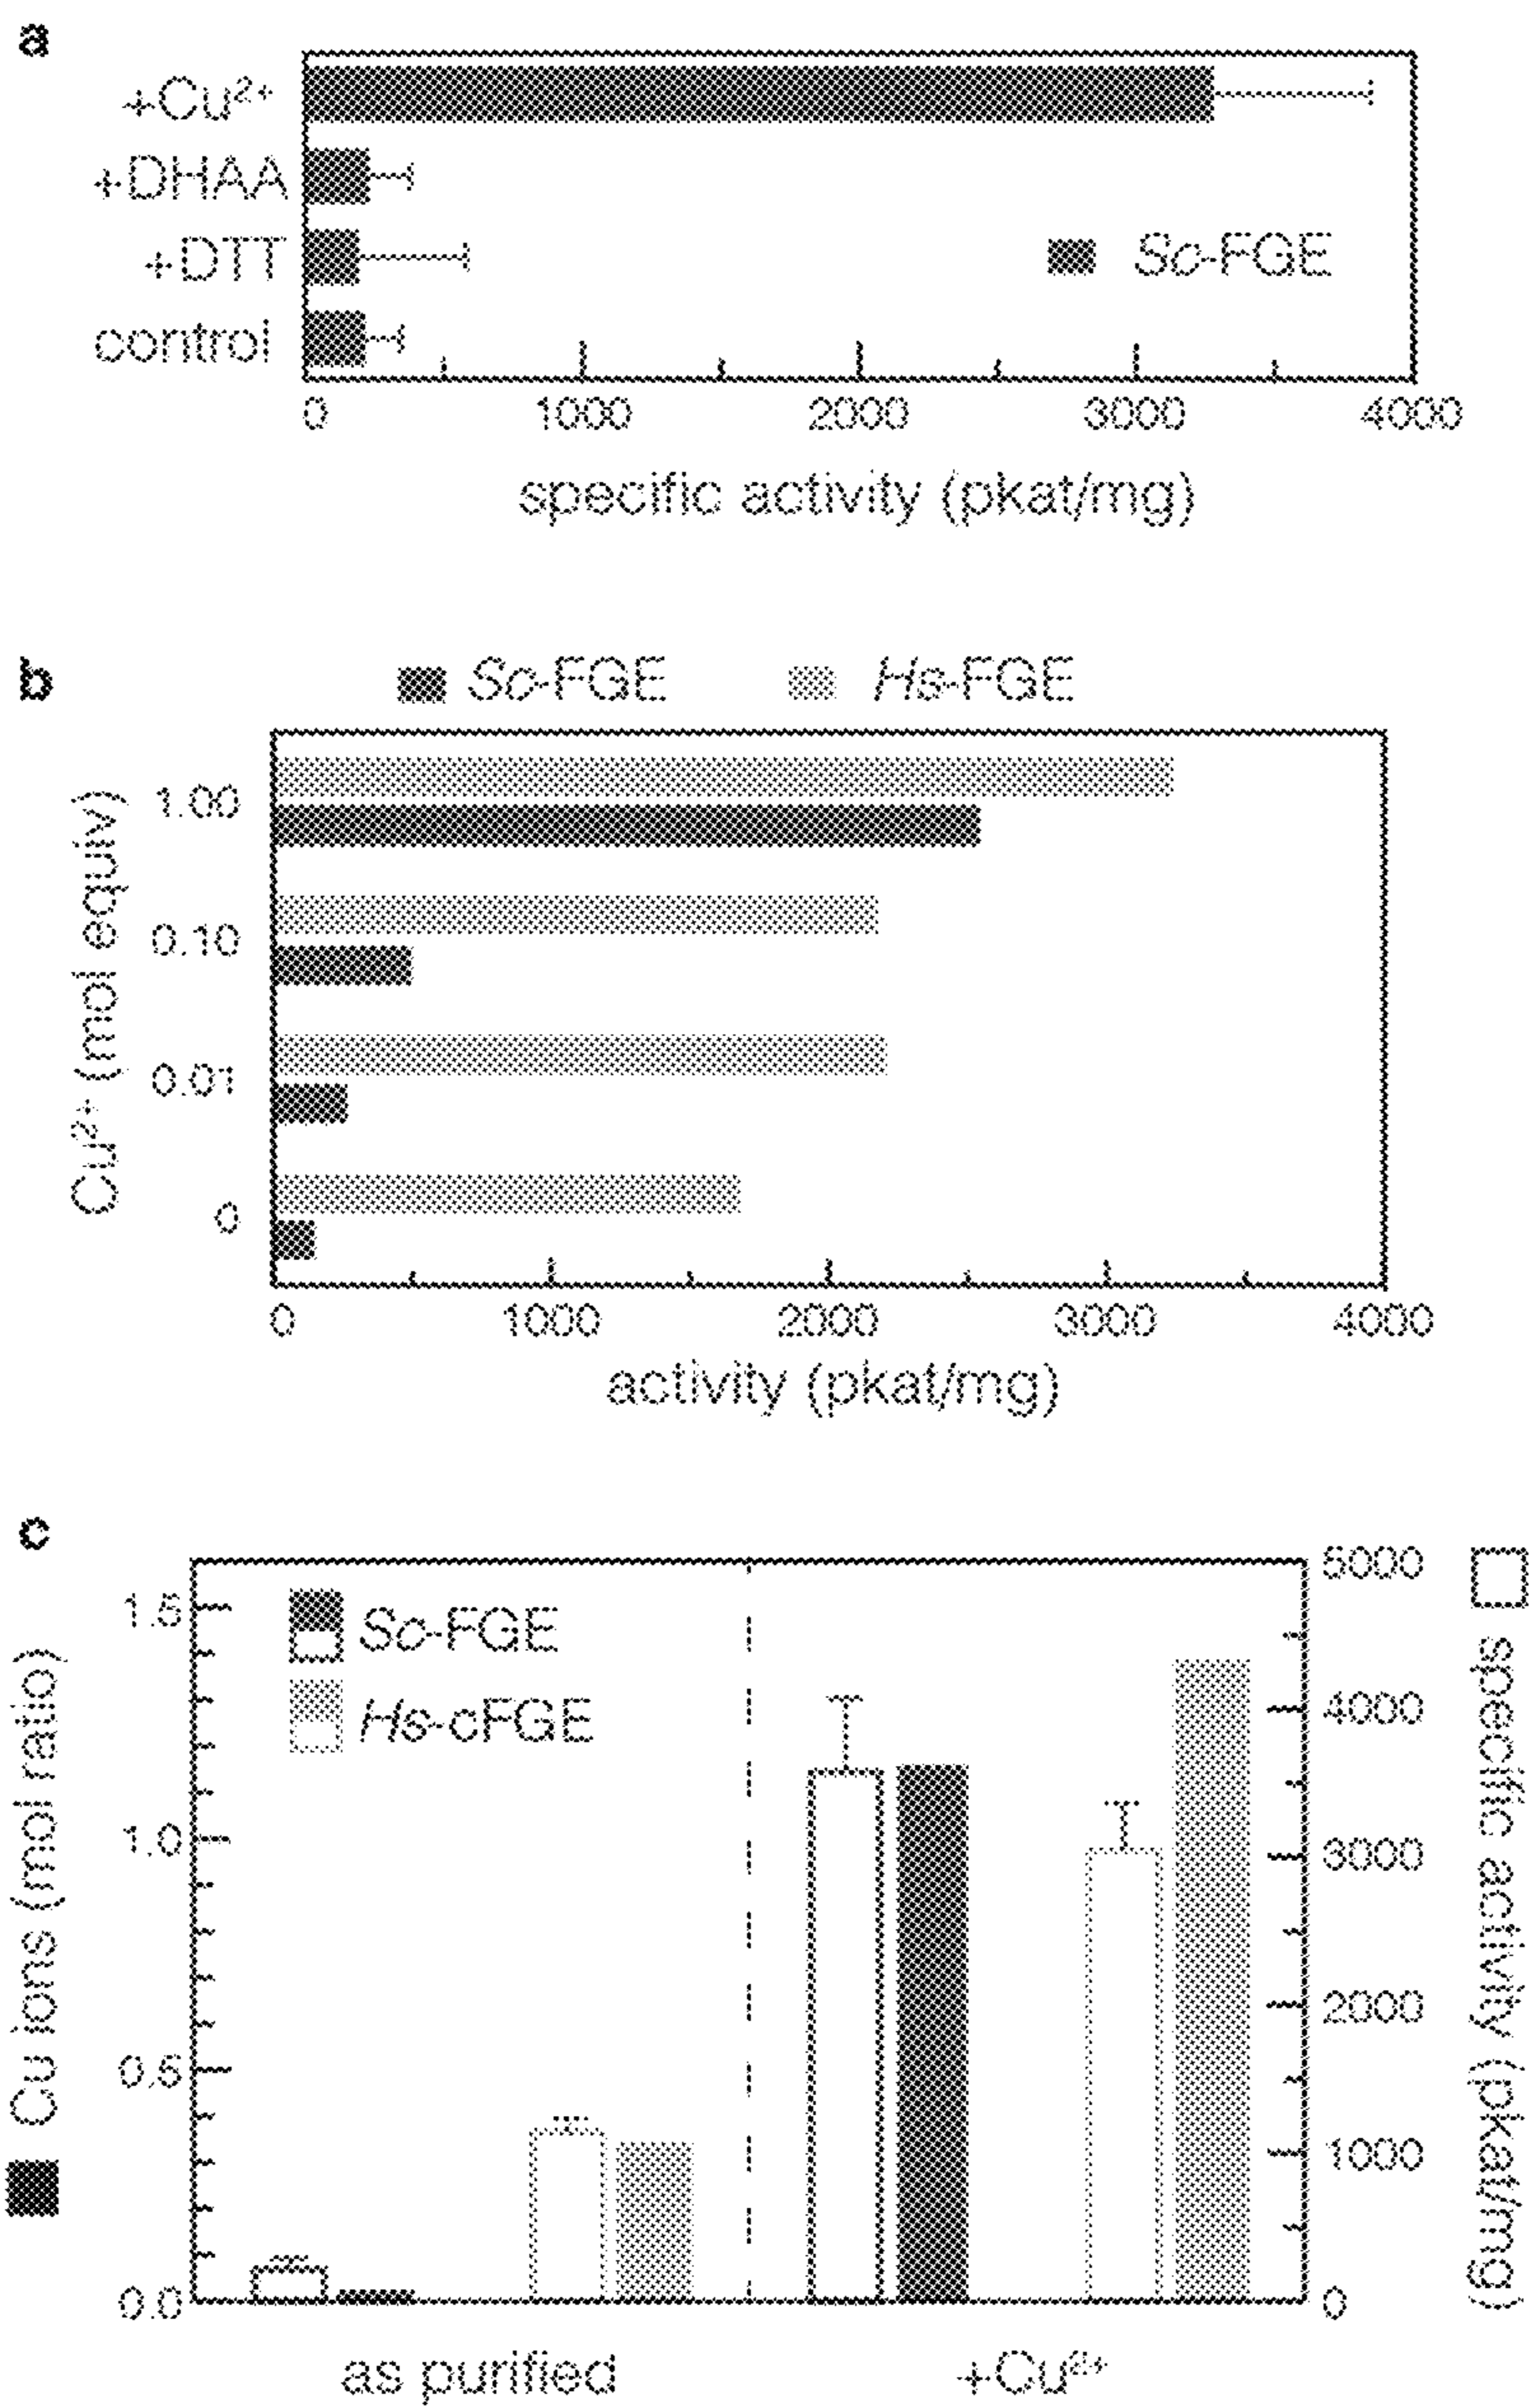 a
+Cu²⁺
+DHAA
+DTT
control
Sc-FGE
0 1000 2000 3000 4000
specific activity (pkat/mg)
b
Sc-FGE Hs-FGE
Cu²⁺ (mol equiv)
1.00
0.10
0.01
0
0 1000 2000 3000 4000
activity (pkat/mg)
c
Cu ions (mol ratio)
1.5
1.0
0.5
0.0
Sc-FGE
Hs-cFGE
5000
4000
3000
2000
1000
0
specific activity (pkat/mg)
as purified +Cu²⁺